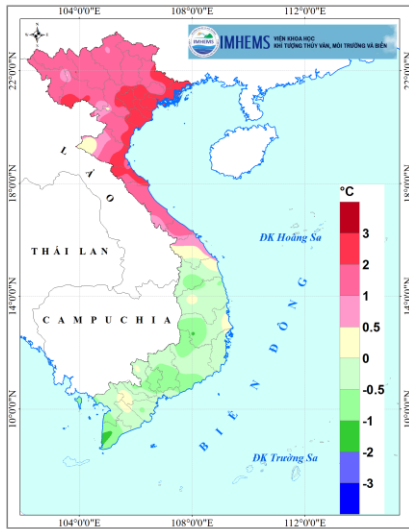 104°0'0"E
108°0'0"E
112°0'0"E
IMHEMS
VIỆN KHOA HỌC
KHÍ TƯỢNG THỦY VĂN, MÔI TRƯỜNG VÀ BIỂN
22°0'0"N
22°0'0"N
LÀO
18°0'0"N
18°0'0"N
°C
3
2
1
0.5
0
-0.5
-1
-2
-3
ĐK Hoàng Sa
THÁI LAN
14°0'0"N
14°0'0"N
CAMPUCHIA
BIỂN ĐÔNG
10°0'0"N
10°0'0"N
ĐK Trường Sa
104°0'0"E
108°0'0"E
112°0'0"E